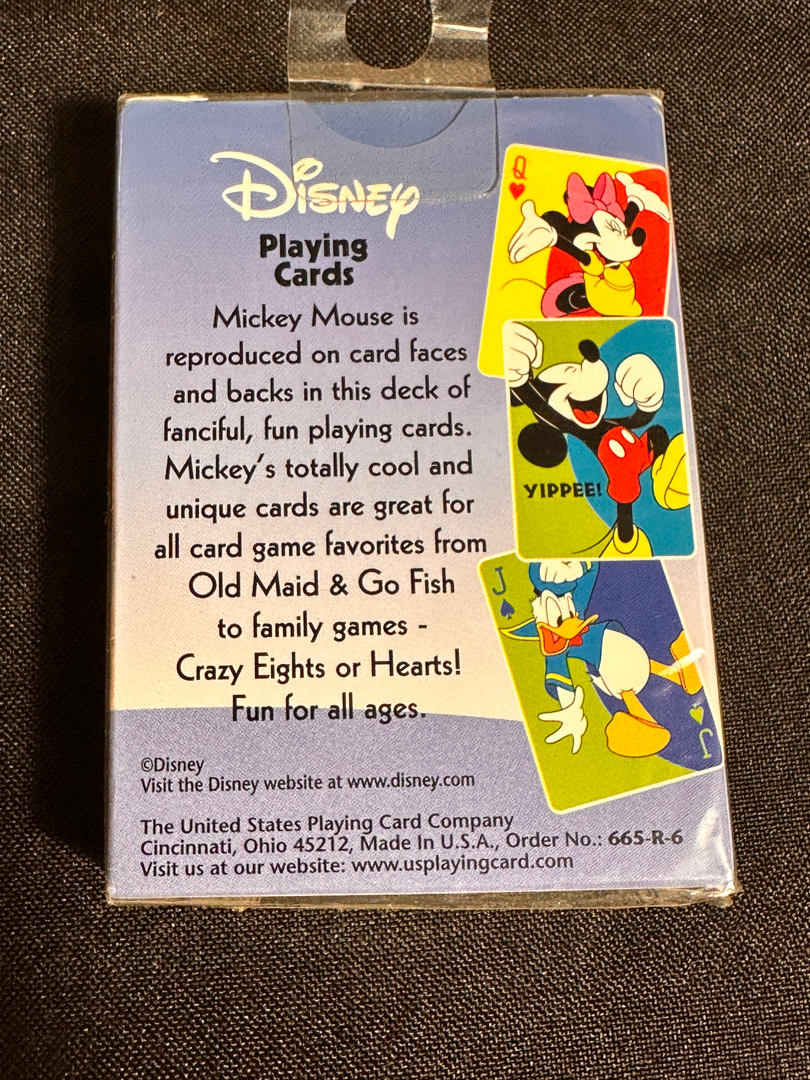 Disney
Playing
Cards
Mickey Mouse is
reproduced on card faces
and backs in this deck of
fanciful, fun playing cards.
Mickey's totally cool and
unique cards are great for
all card game favorites from
Old Maid & Go Fish
to family games -
Crazy Eights or Hearts!
Fun for all ages.
Q
YIPPEE!
J
J
©Disney
Visit the Disney website at www.disney.com
The United States Playing Card Company
Cincinnati, Ohio 45212, Made In U.S.A., Order No.: 665-R-6
Visit us at our website: www.usplayingcard.com